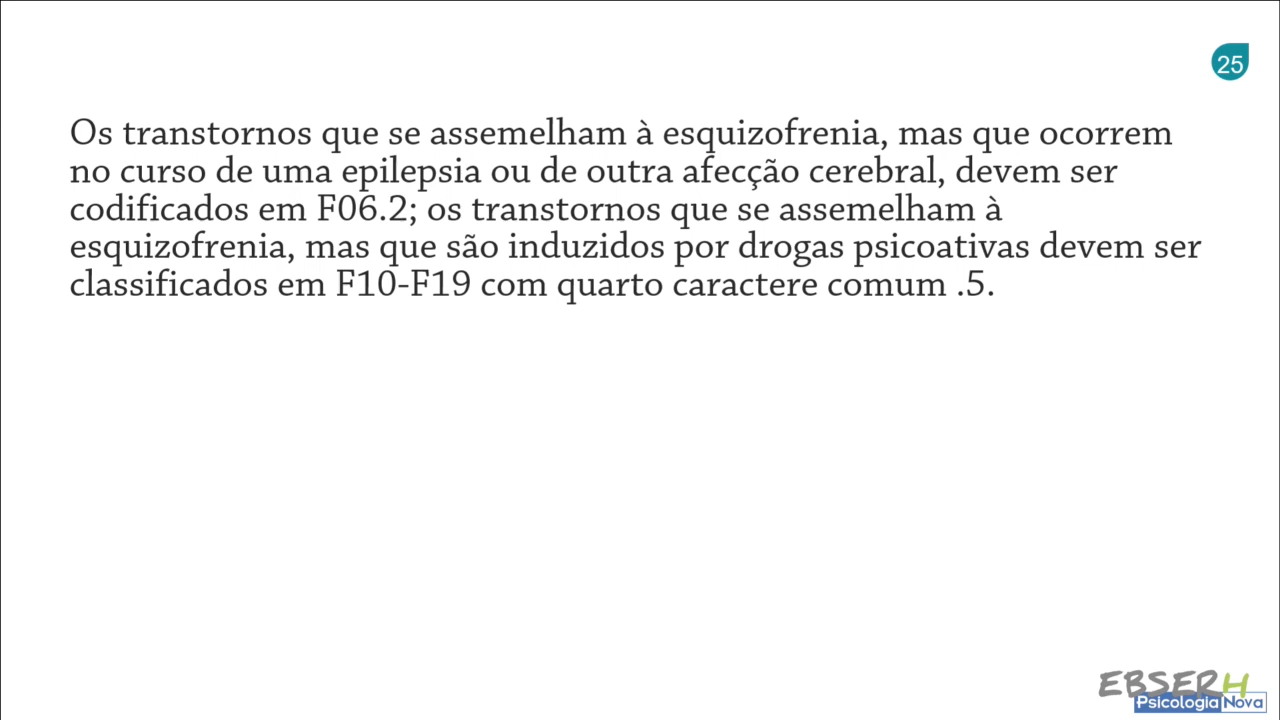 25
Os transtornos que se assemelham à esquizofrenia, mas que ocorrem
no curso de uma epilepsia ou de outra afecção cerebral, devem ser
codificados em F06.2; os transtornos que se assemelham à
esquizofrenia, mas que são induzidos por drogas psicoativas devem ser
classificados em F10-F19 com quarto caractere comum .5.
EBSERH
Psicologia Nova